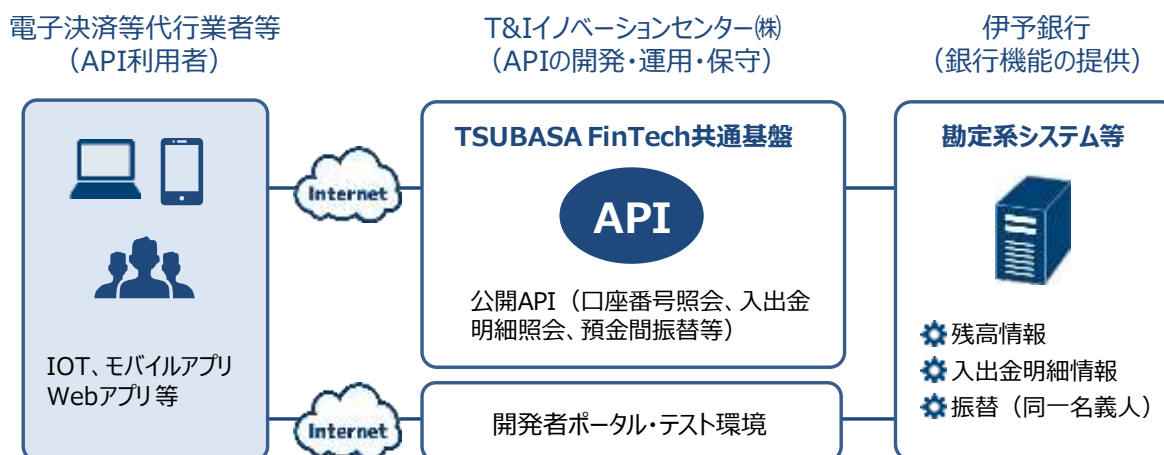 電子決済等代行業者等
（API利用者）
T&Iイノベーションセンター㈱
（APIの開発・運用・保守）
伊予銀行
（銀行機能の提供）
IOT、モバイルアプリ
Webアプリ等
Internet
Internet
TSUBASA FinTech共通基盤
API
公開API（口座番号照会、入出金
明細照会、預金間振替等）
開発者ポータル・テスト環境
勘定系システム等
残高情報
入出金明細情報
振替（同一名義人）